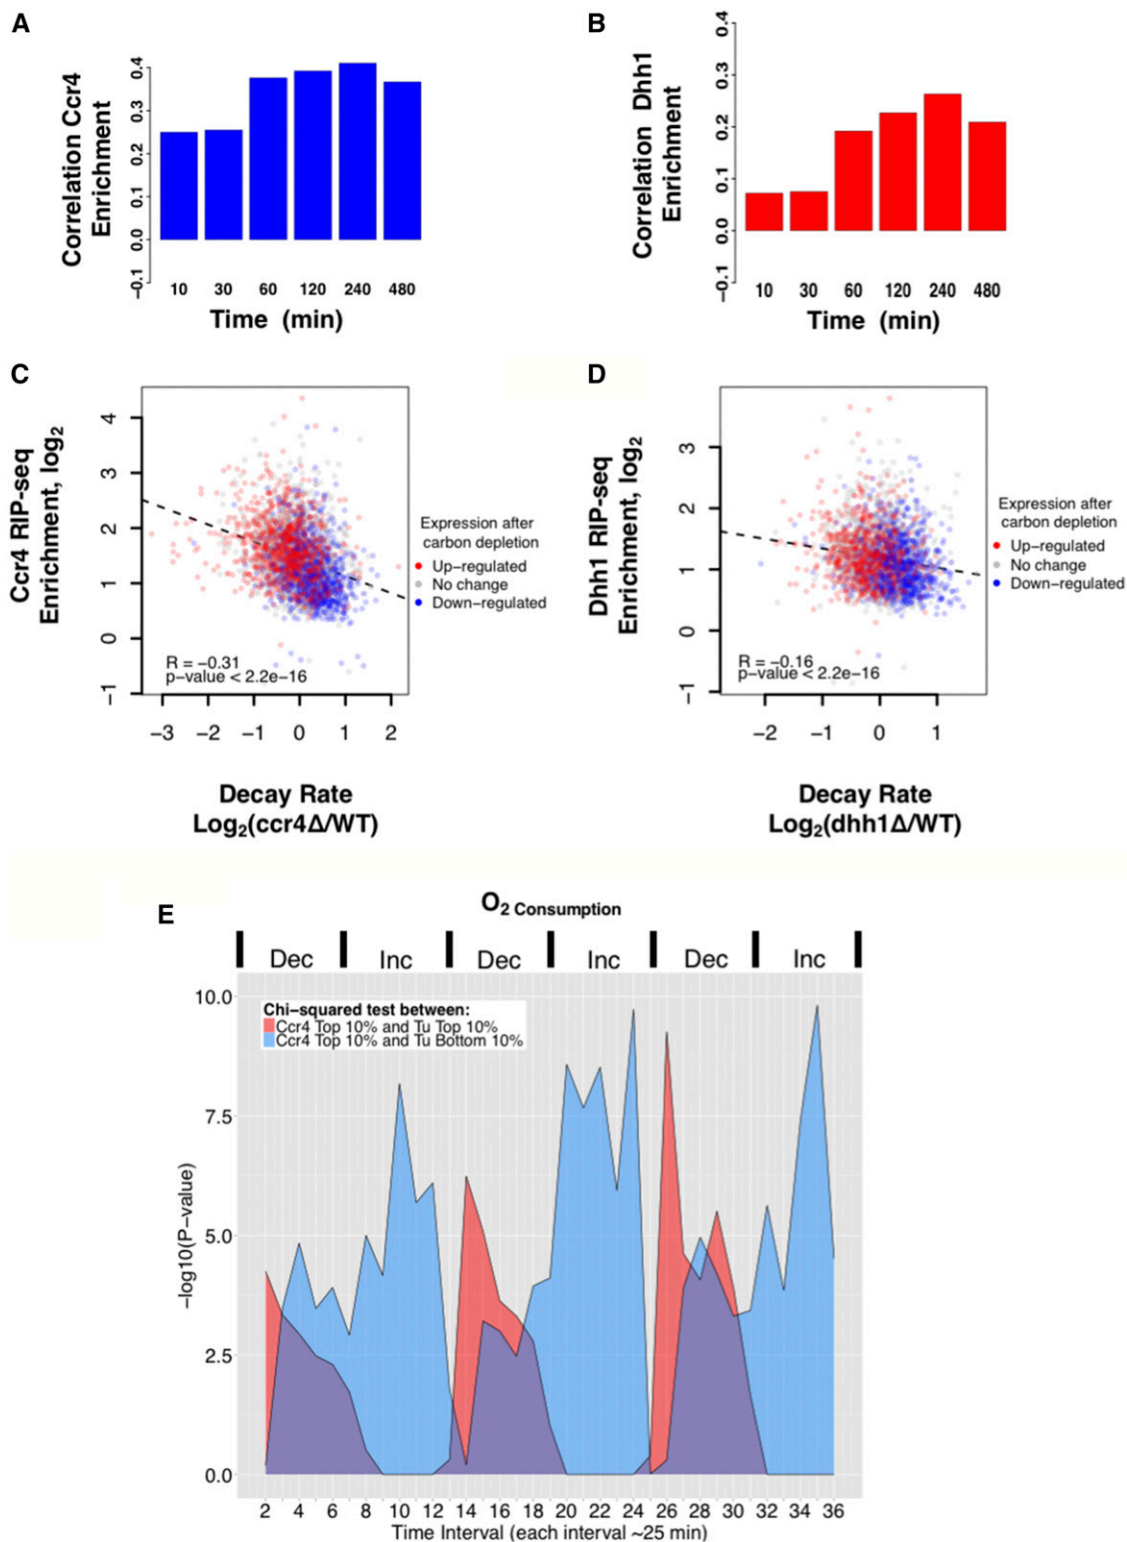 A
B
Correlation Ccr4
Enrichment
−0.1 0.0 0.1 0.2 0.3 0.4
10 30 60 120 240 480
Time (min)
Correlation Dhh1
Enrichment
−0.1 0.0 0.1 0.2 0.3 0.4
10 30 60 120 240 480
Time (min)
C
Ccr4 RIP−seq
Enrichment, log2
4
3
2
1
0
−1
R = −0.31
p−value < 2.2e−16
−3 −2 −1 0 1 2
Decay Rate
Log2(ccr4Δ/WT)
Expression after
carbon depletion
Up−regulated
No change
Down−regulated
D
Dhh1 RIP−seq
Enrichment, log2
3
2
1
0
−1
R = −0.16
p−value < 2.2e−16
−2 −1 0 1
Decay Rate
Log2(dhh1Δ/WT)
Expression after
carbon depletion
Up−regulated
No change
Down−regulated
E
O2 Consumption
Dec Inc Dec Inc Dec Inc
Chi−squared test between:
Ccr4 Top 10% and Tu Top 10%
Ccr4 Top 10% and Tu Bottom 10%
−log10(P−value)
10.0
7.5
5.0
2.5
0.0
2 4 6 8 10 12 14 16 18 20 22 24 26 28 30 32 34 36
Time Interval (each interval ~25 min)